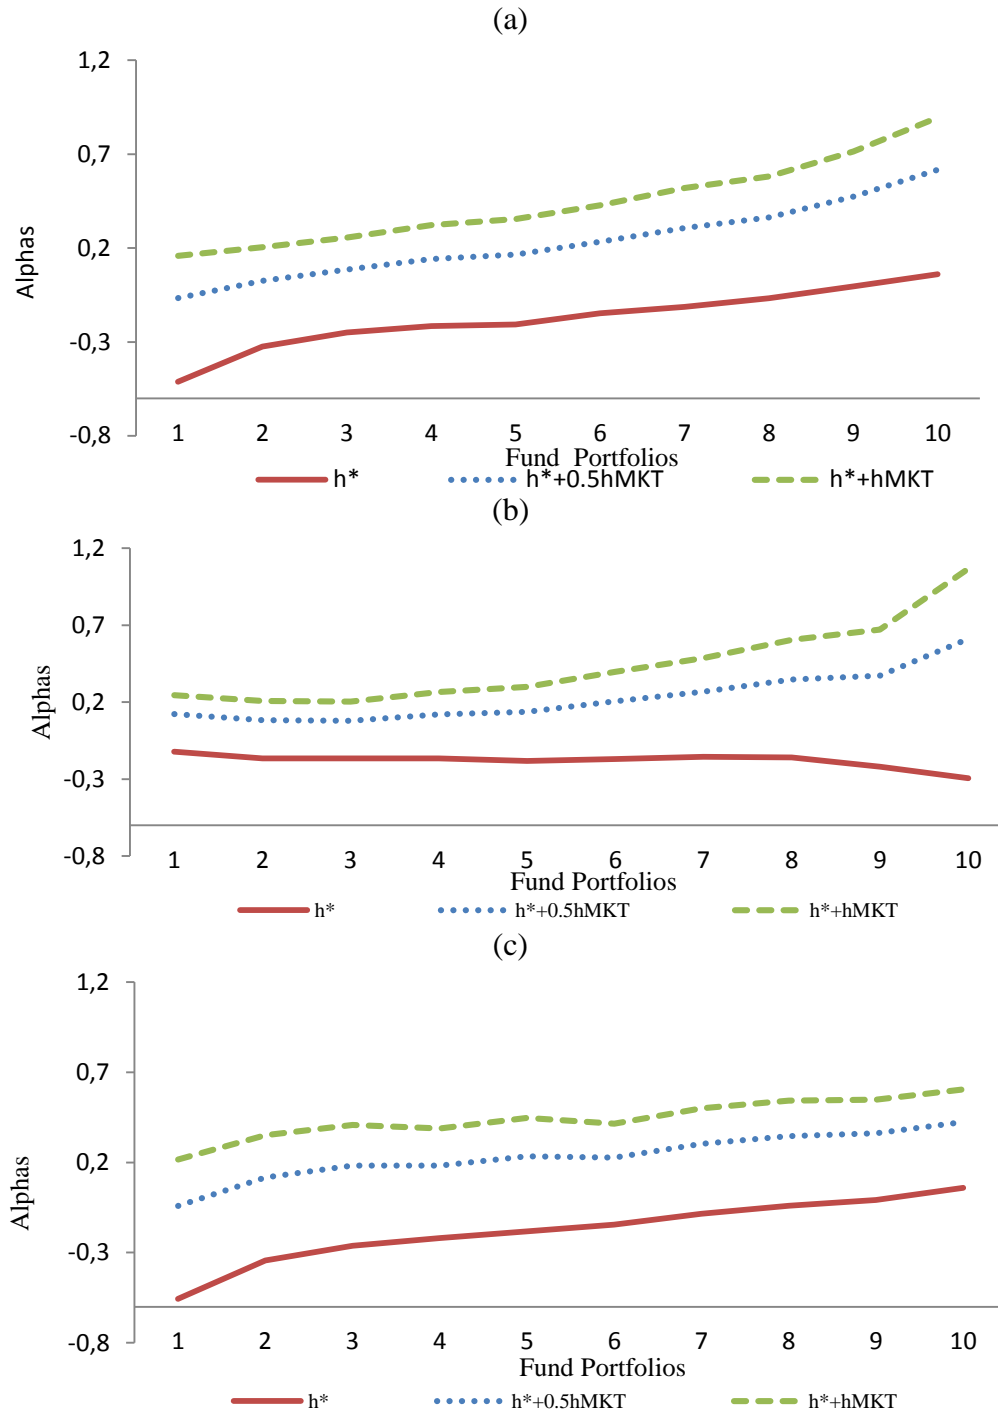 (a)
1,2
0,7
0,2
-0,3
-0,8
Alphas
1 2 3 4 5 6 7 8 9 10
Fund Portfolios
h* h*+0.5hMKT h*+hMKT
(b)
1,2
0,7
0,2
-0,3
-0,8
Alphas
1 2 3 4 5 6 7 8 9 10
Fund Portfolios
h* h*+0.5hMKT h*+hMKT
(c)
1,2
0,7
0,2
-0,3
-0,8
Alphas
1 2 3 4 5 6 7 8 9 10
Fund Portfolios
h* h*+0.5hMKT h*+hMKT